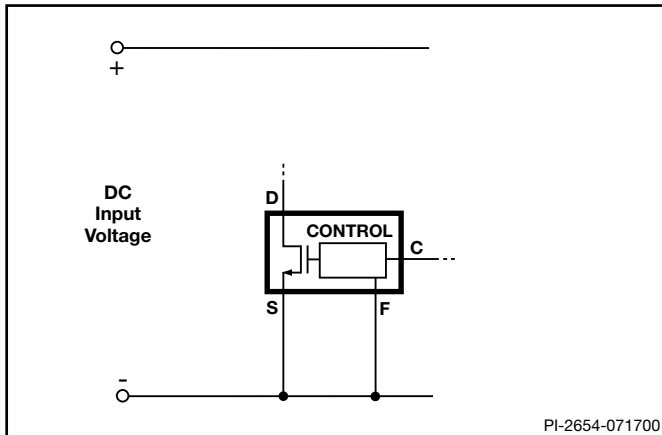 +
DC
Input
Voltage
D
CONTROL
C
S
F
-
PI-2654-071700